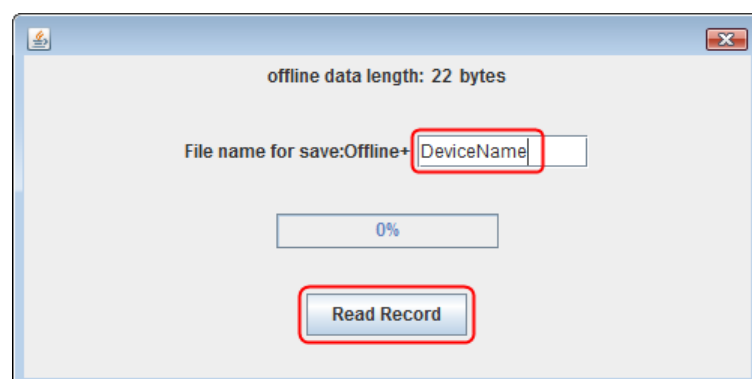 offline data length: 22 bytes
File name for save:Offline+ DeviceName
0%
Read Record